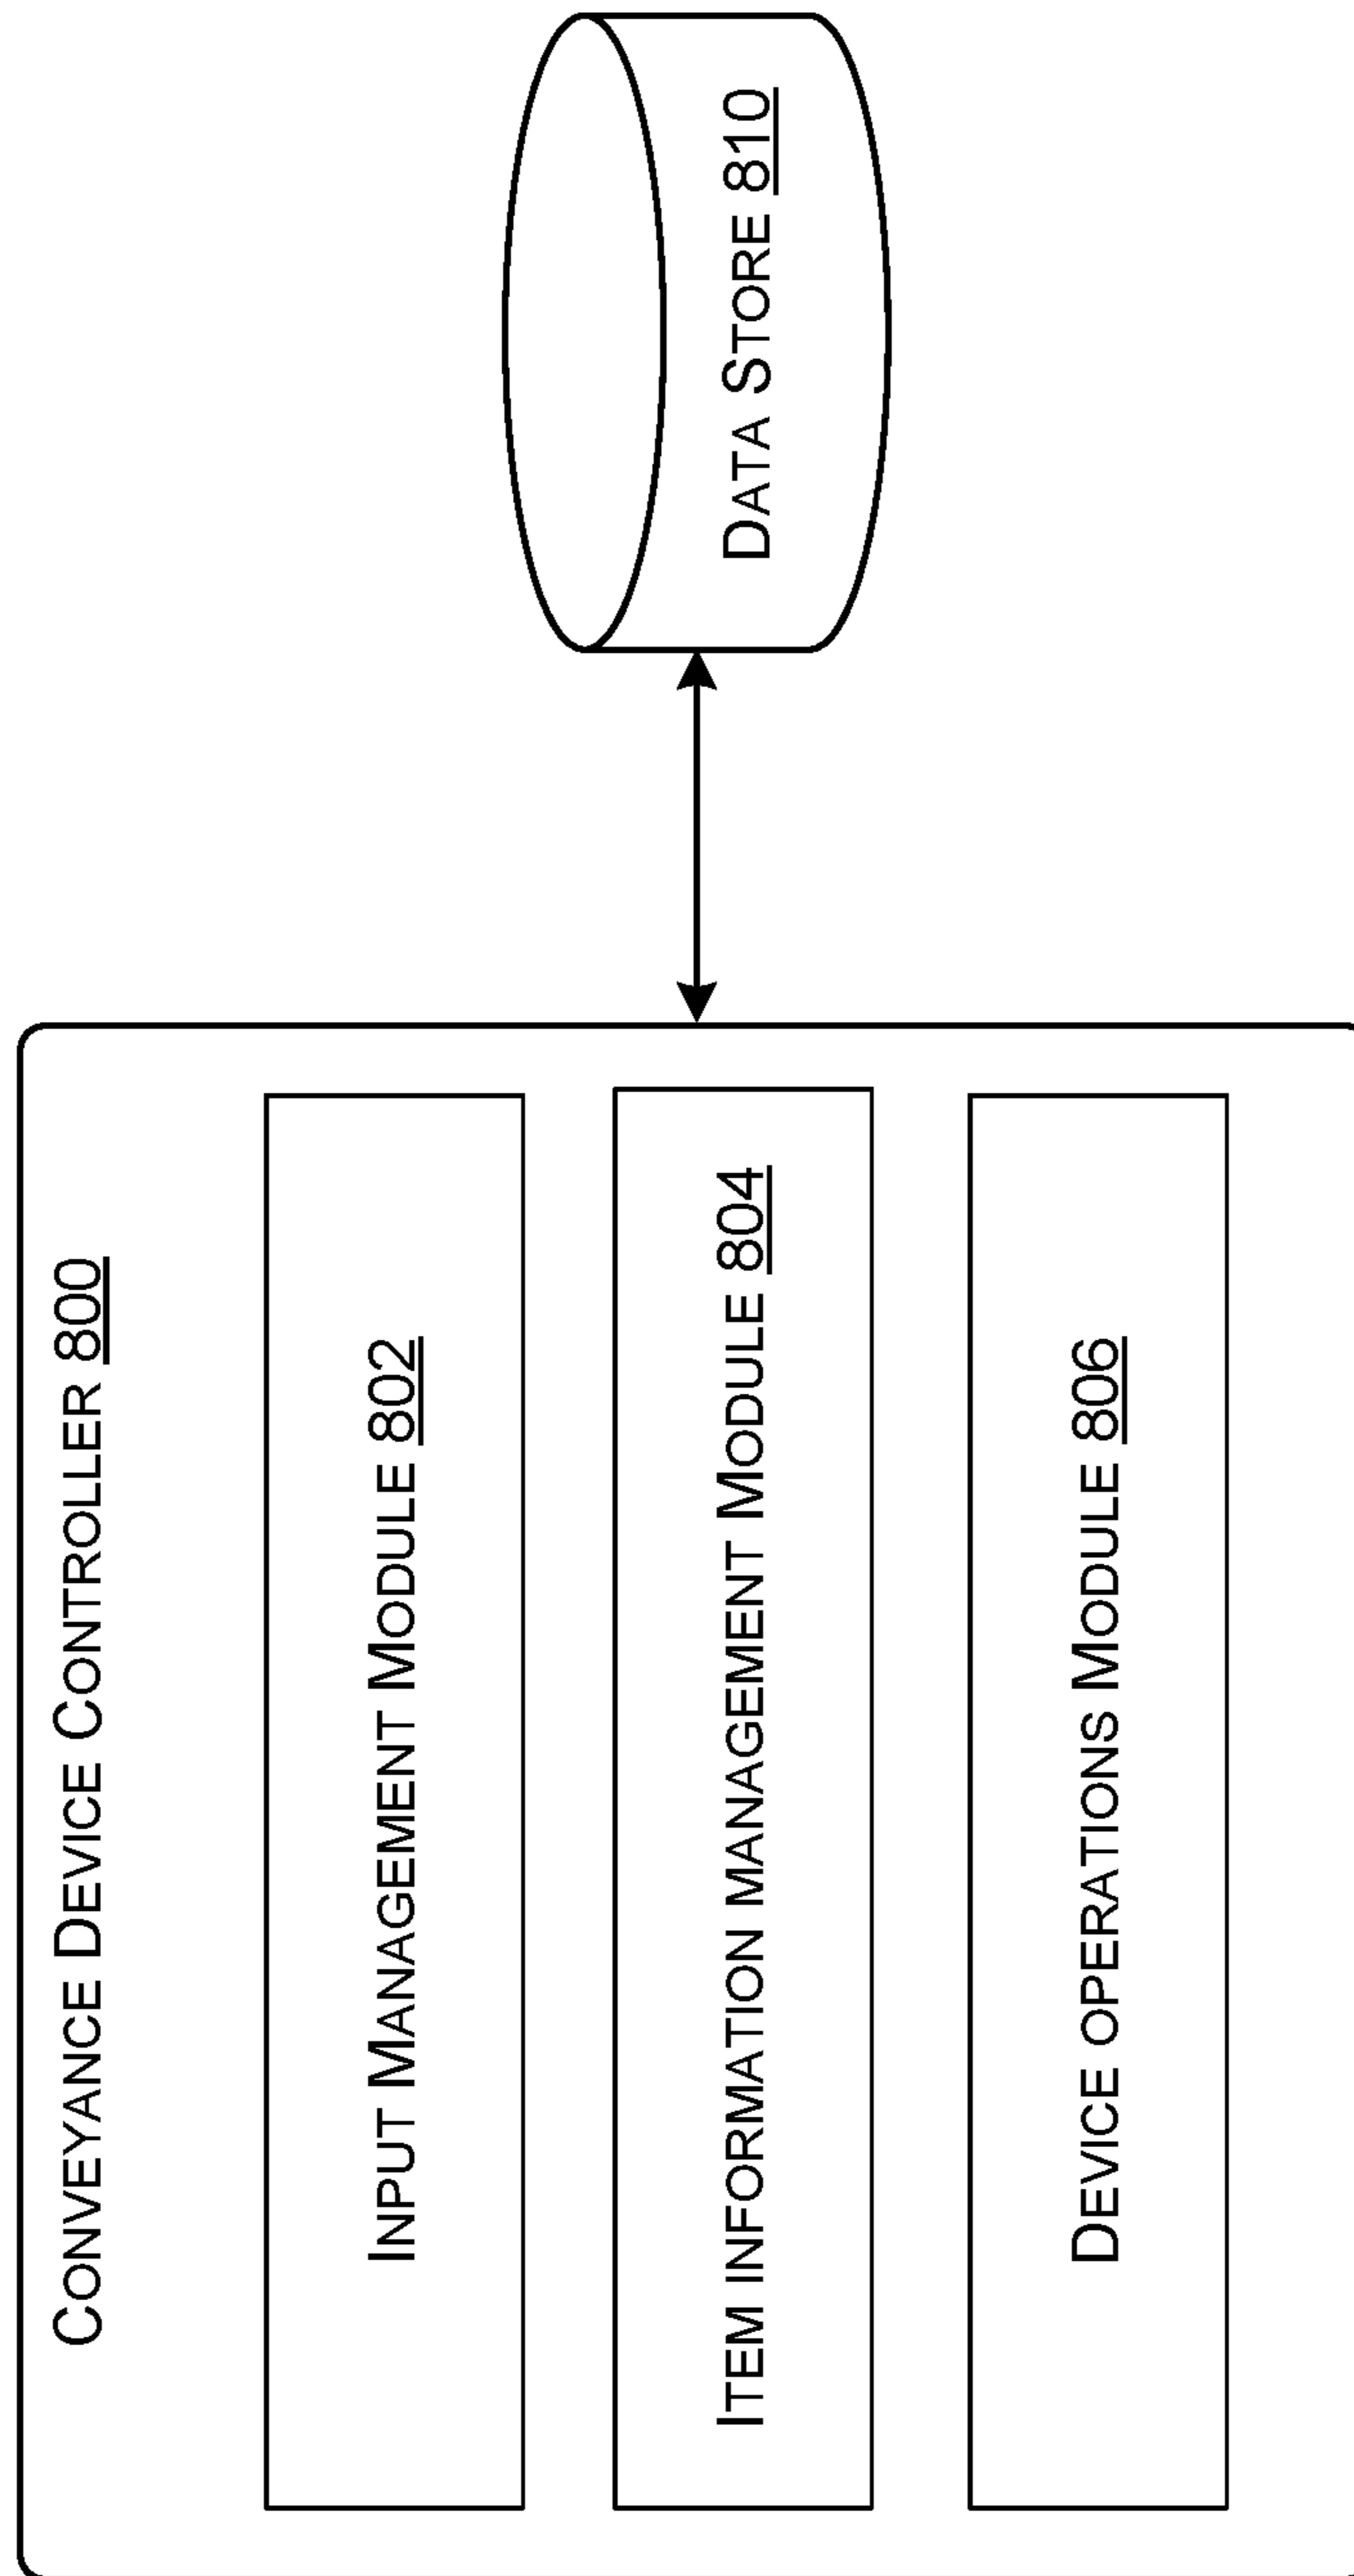 CONVEYANCE DEVICE CONTROLLER 800
INPUT MANAGEMENT MODULE 802
ITEM INFORMATION MANAGEMENT MODULE 804
DEVICE OPERATIONS MODULE 806
DATA STORE 810